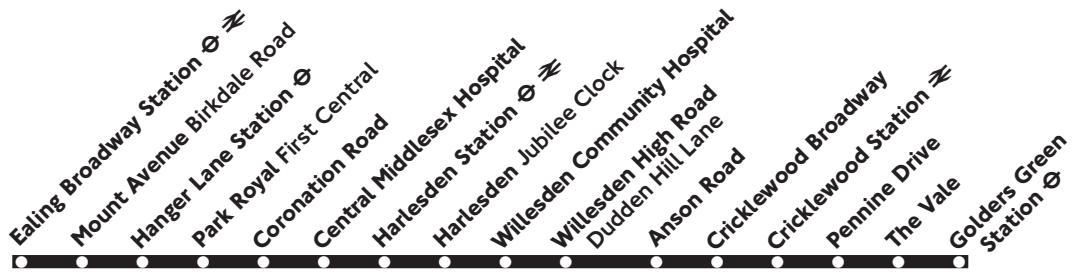 Ealing Broadway Station
Mount Avenue Birkdale Road
Hanger Lane Station
Park Royal First Central
Coronation Road
Central Middlesex Hospital
Harlesden Station
Harlesden Jubilee Clock
Willesden Community Hospital
Willesden High Road
Dudden Hill Lane
Anson Road
Cricklewood Broadway
Cricklewood Station
Pennine Drive
The Vale
Golders Green
Station